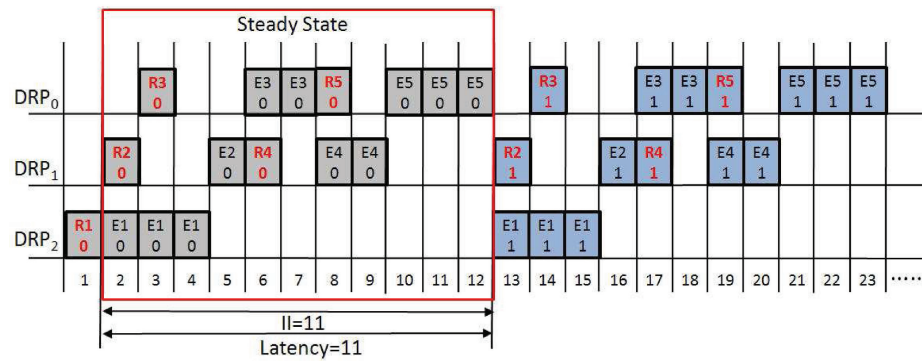 Steady State
DRP0 R3 E3 E3 R5 E5 E5 E5 R3 E3 E3 R5 E5 E5 E5
0 0 0 0 0 0 0 1 1 1 1 1 1 1
DRP1 R2 E2 R4 E4 E4 R2 E2 R4 E4 E4
0 0 0 0 0 1 1 1 1 1
DRP2 R1 E1 E1 E1 E1 E1 E1
0 0 0 0 1 1 1
1 2 3 4 5 6 7 8 9 10 11 12 13 14 15 16 17 18 19 20 21 22 23 .....
II=11
Latency=11